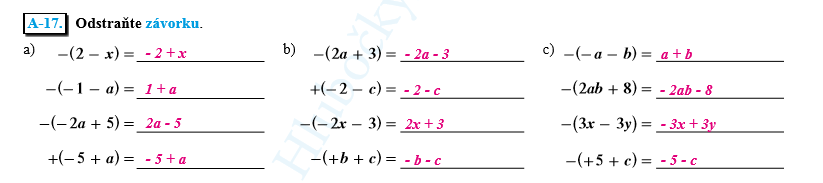 A-17. Odstraňte závorku.
a) −(2 − x) = - 2 + x
−(−1 − a) = 1 + a
−(−2a + 5) = 2a - 5
+(−5 + a) = - 5 + a
b) −(2a + 3) = - 2a - 3
+(−2 − c) = - 2 - c
−(−2x − 3) = 2x + 3
−(+b + c) = - b - c
c) −(−a − b) = a + b
−(2ab + 8) = - 2ab - 8
−(3x − 3y) = - 3x + 3y
−(+5 + c) = - 5 - c
Hlubočky